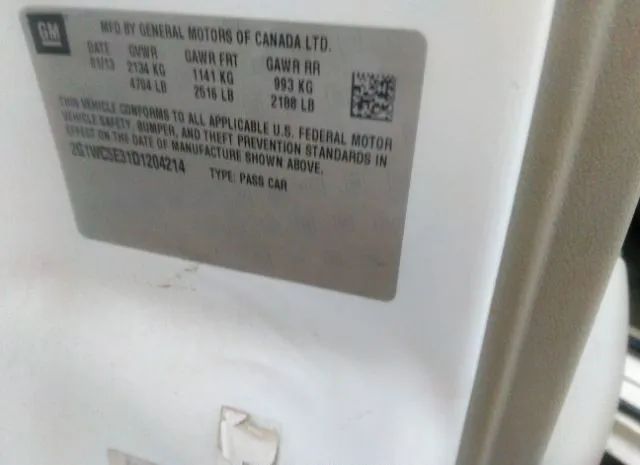 GM
MFD BY GENERAL MOTORS OF CANADA LTD.
DATE GVWR GAWR FRT GAWR RR
01/13 2134 KG 1141 KG 993 KG
4704 LB 2516 LB 2188 LB
THIS VEHICLE CONFORMS TO ALL APPLICABLE U.S. FEDERAL MOTOR
VEHICLE SAFETY, BUMPER, AND THEFT PREVENTION STANDARDS IN
EFFECT ON THE DATE OF MANUFACTURE SHOWN ABOVE.
2G1WC5E31D1204214 TYPE: PASS CAR